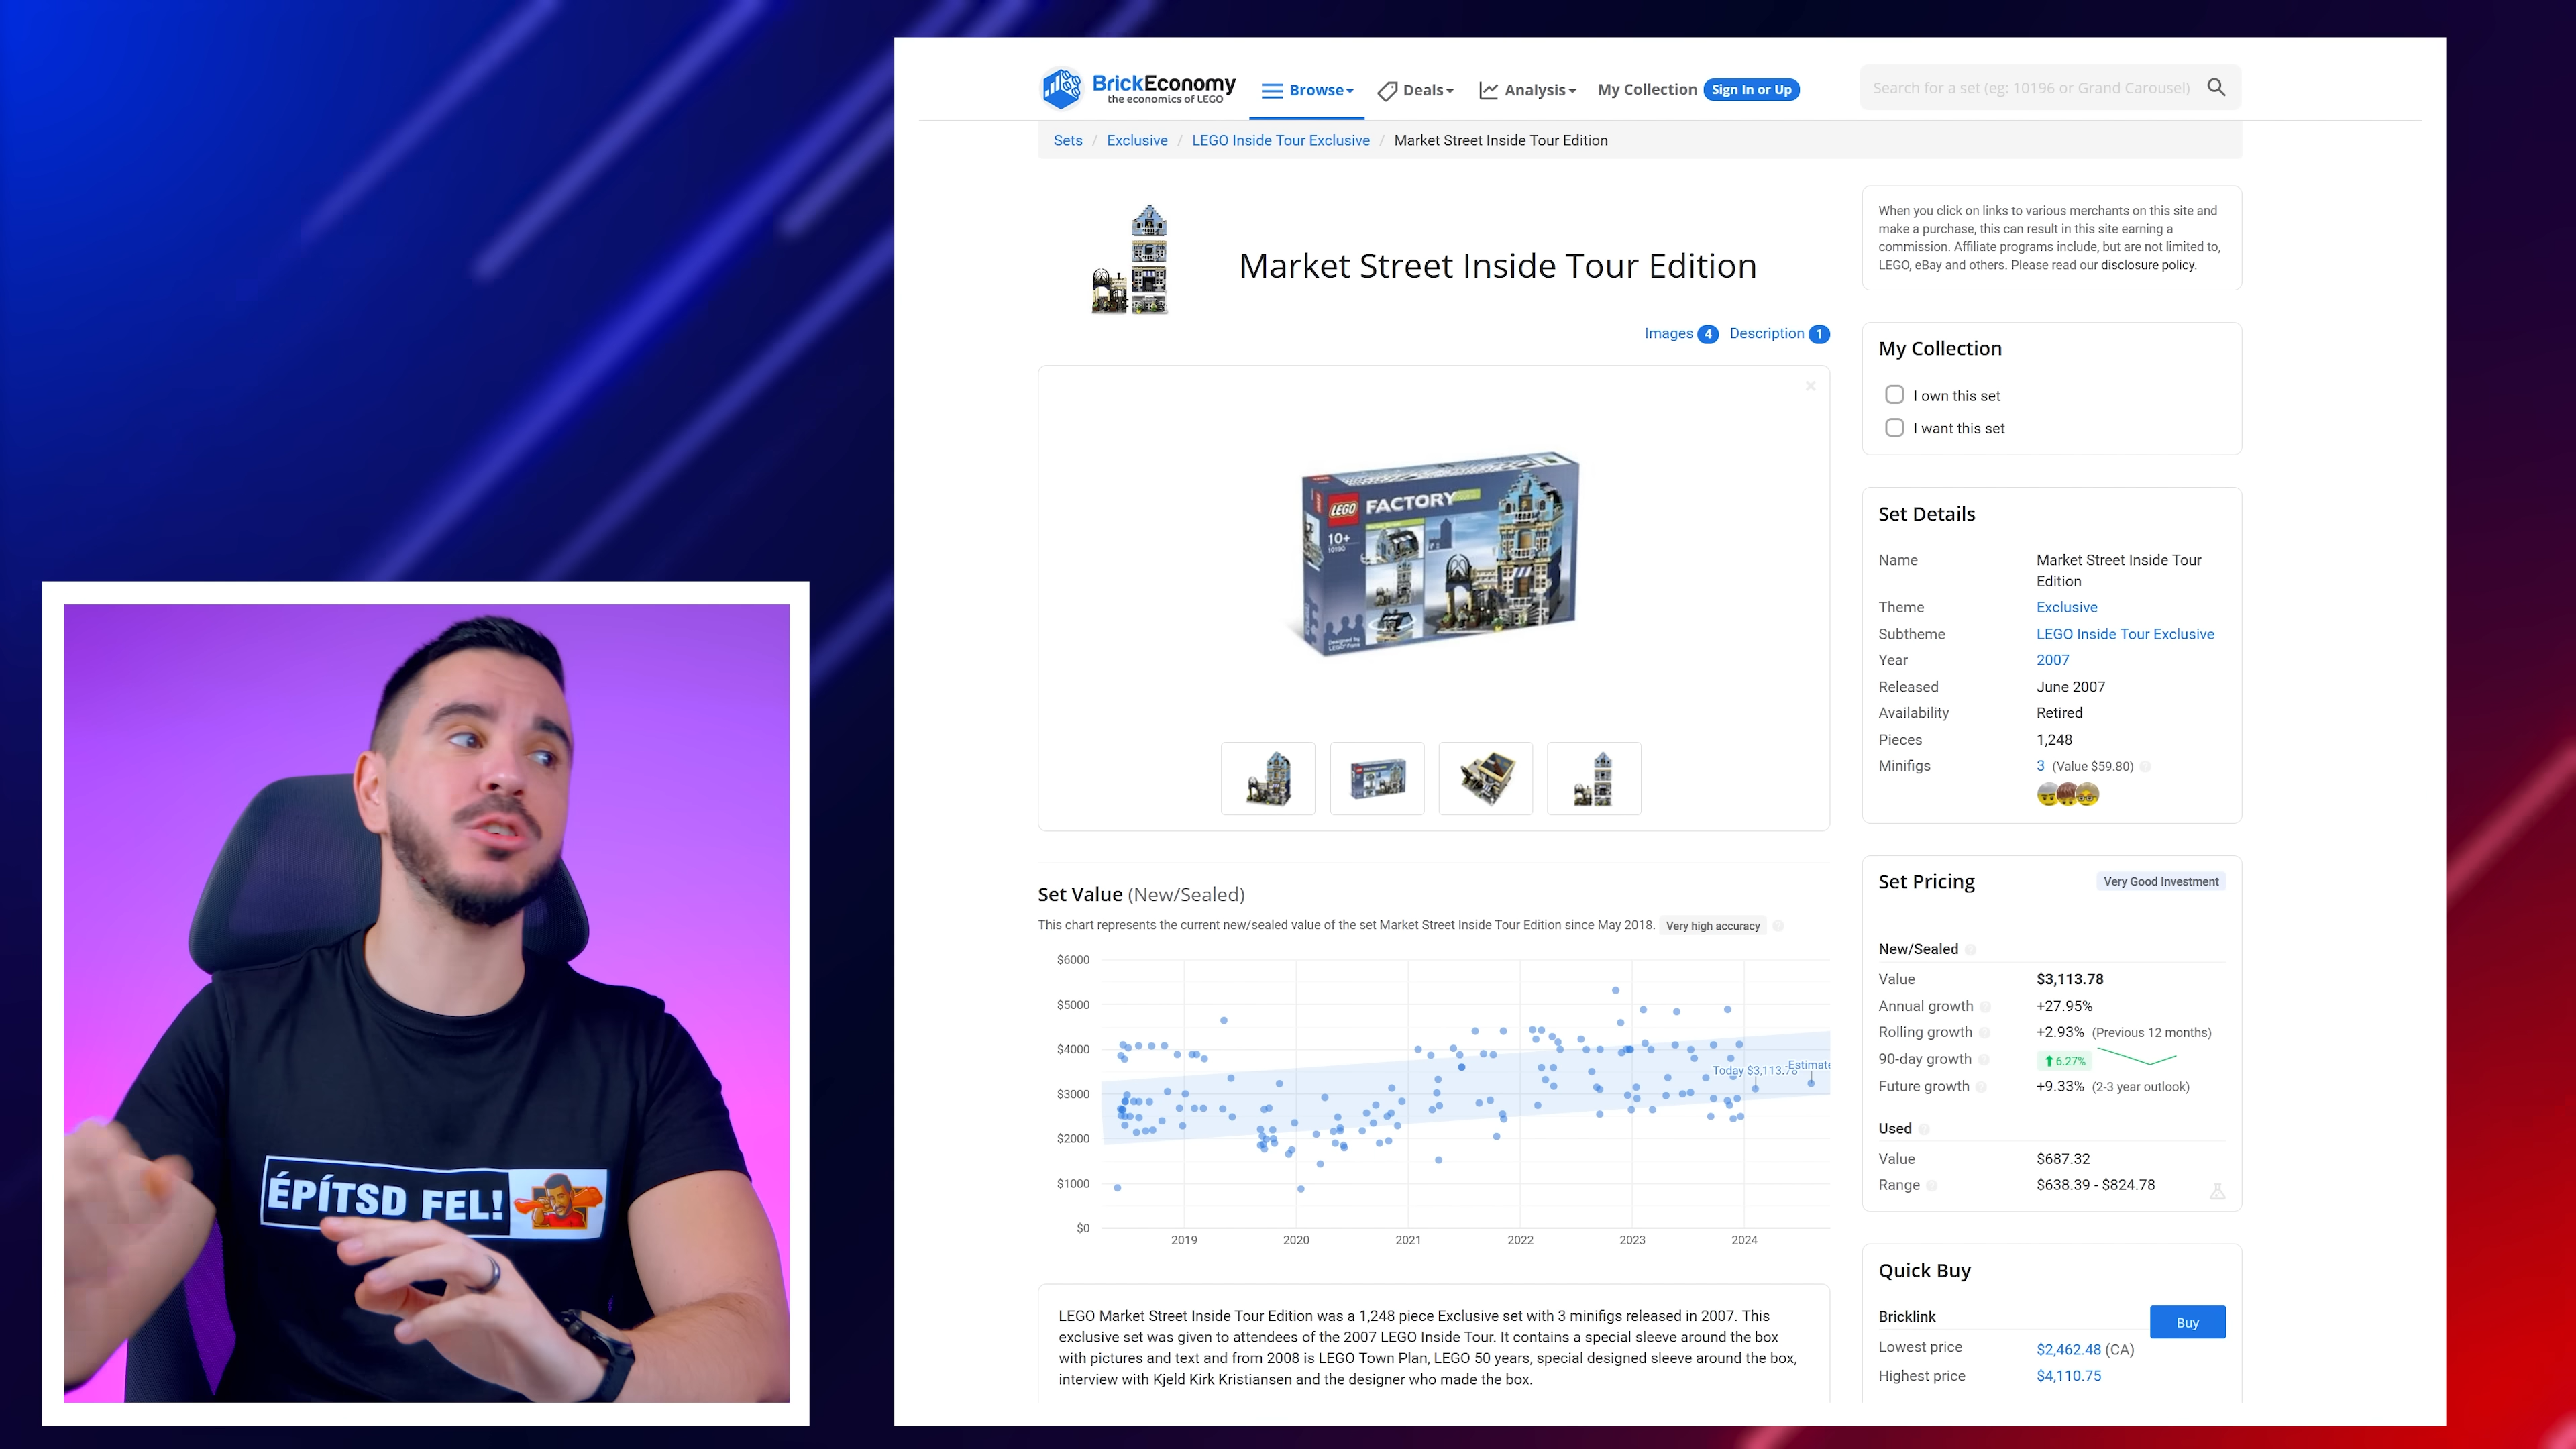 BrickEconomy
the economics of LEGO
Browse
Deals
Analysis
My Collection
Sign In or Up
Search for a set (eg: 10196 or Grand Carousel)
Sets / Exclusive / LEGO Inside Tour Exclusive / Market Street Inside Tour Edition
Market Street Inside Tour Edition
Images 4 Description 1
LEGO
FACTORY
10+
10190
Designed by
LEGO Fans
Set Value (New/Sealed)
This chart represents the current new/sealed value of the set Market Street Inside Tour Edition since May 2018. Very high accuracy
$6000
$5000
$4000
$3000
$2000
$1000
$0
Today $3,113.78
Estimate
2019 2020 2021 2022 2023 2024
LEGO Market Street Inside Tour Edition was a 1,248 piece Exclusive set with 3 minifigs released in 2007. This
exclusive set was given to attendees of the 2007 LEGO Inside Tour. It contains a special sleeve around the box
with pictures and text and from 2008 is LEGO Town Plan, LEGO 50 years, special designed sleeve around the box,
interview with Kjeld Kirk Kristiansen and the designer who made the box.
When you click on links to various merchants on this site and
make a purchase, this can result in this site earning a
commission. Affiliate programs include, but are not limited to,
LEGO, eBay and others. Please read our disclosure policy.
My Collection
I own this set
I want this set
Set Details
Name Market Street Inside Tour
Edition
Theme Exclusive
Subtheme LEGO Inside Tour Exclusive
Year 2007
Released June 2007
Availability Retired
Pieces 1,248
Minifigs 3 (Value $59.80)
Set Pricing
Very Good Investment
New/Sealed
Value $3,113.78
Annual growth +27.95%
Rolling growth +2.93% (Previous 12 months)
90-day growth 6.27%
Future growth +9.33% (2-3 year outlook)
Used
Value $687.32
Range $638.39 - $824.78
Quick Buy
Bricklink
Buy
Lowest price $2,462.48 (CA)
Highest price $4,110.75
ÉPÍTSD FEL!